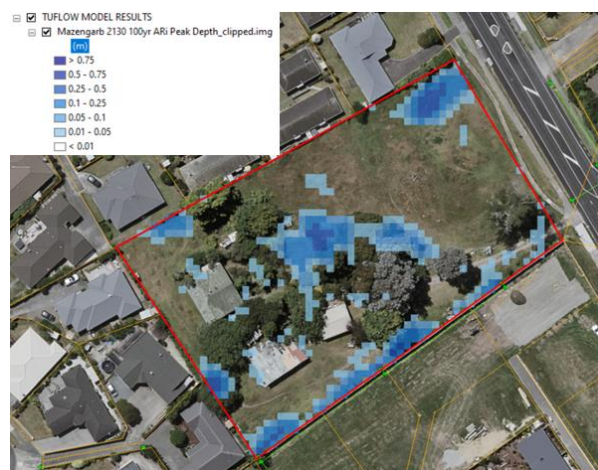 TUFLOW MODEL RESULTS
Mazengarb 2130 100yr ARi Peak Depth_clipped.img
(m)
> 0.75
0.5 - 0.75
0.25 - 0.5
0.1 - 0.25
0.05 - 0.1
0.01 - 0.05
< 0.01